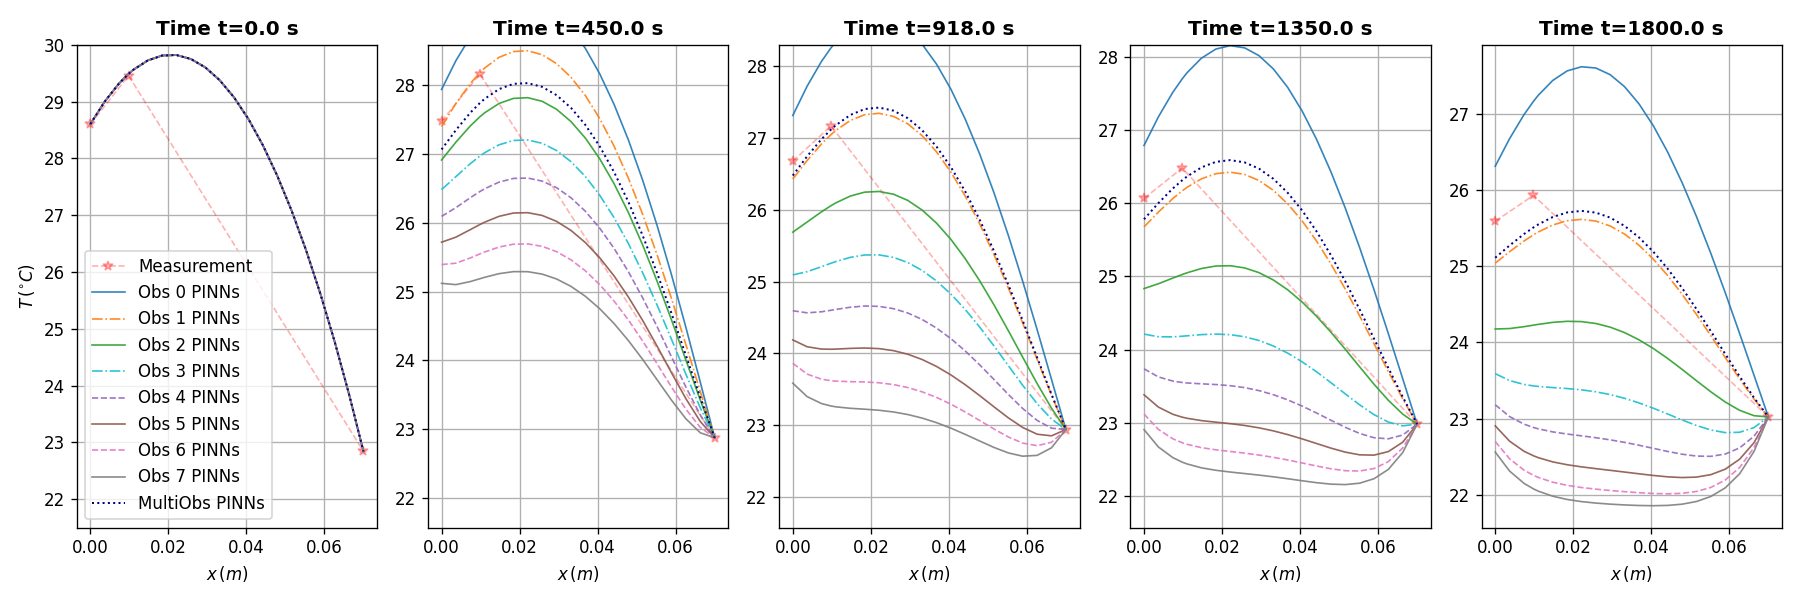 Time t=0.0 s
Time t=450.0 s
Time t=918.0 s
Time t=1350.0 s
Time t=1800.0 s
T (°C)
30
29
28
27
26
25
24
23
22
Measurement
Obs 0 PINNs
Obs 1 PINNs
Obs 2 PINNs
Obs 3 PINNs
Obs 4 PINNs
Obs 5 PINNs
Obs 6 PINNs
Obs 7 PINNs
MultiObs PINNs
0.00 0.02 0.04 0.06
x (m)
28
27
26
25
24
23
22
0.00 0.02 0.04 0.06
x (m)
28
27
26
25
24
23
22
0.00 0.02 0.04 0.06
x (m)
28
27
26
25
24
23
22
0.00 0.02 0.04 0.06
x (m)
27
26
25
24
23
22
0.00 0.02 0.04 0.06
x (m)